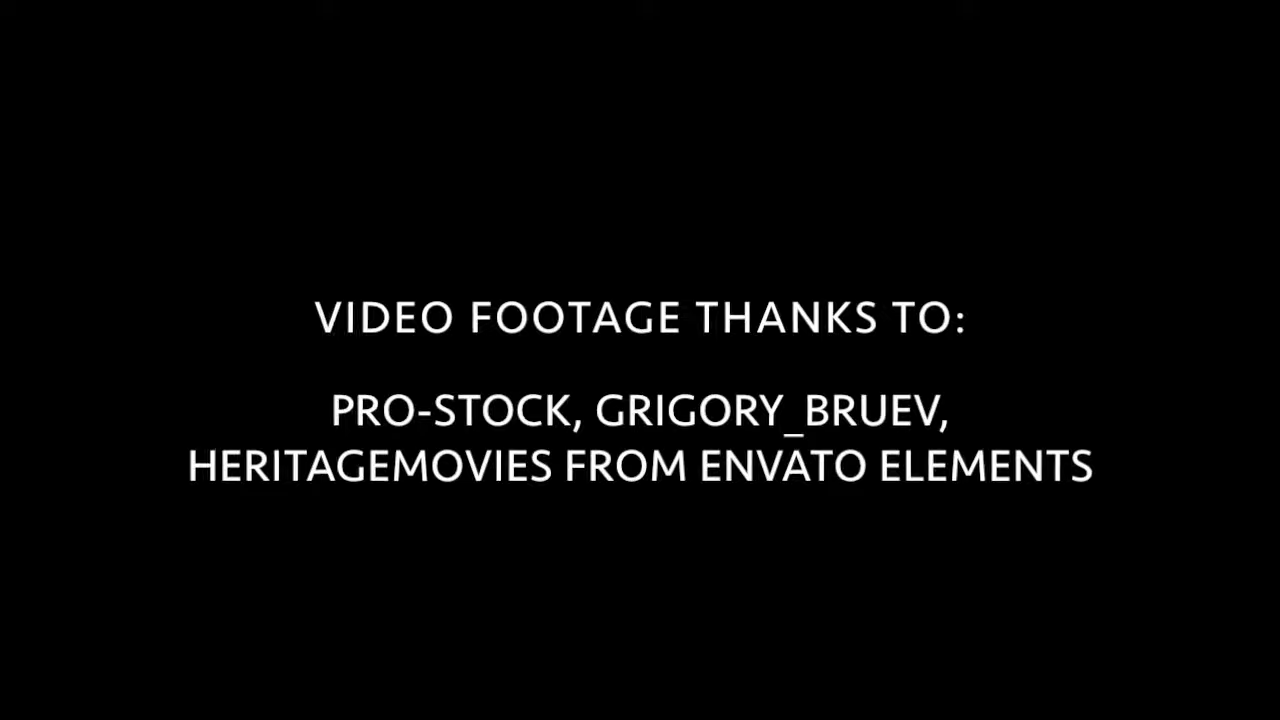 VIDEO FOOTAGE THANKS TO:
PRO-STOCK, GRIGORY_BRUEV,
HERITAGEMOVIES FROM ENVATO ELEMENTS